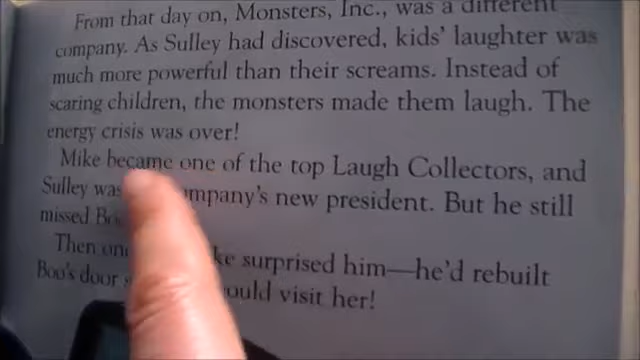 From that day on, Monsters, Inc., was a different
company. As Sulley had discovered, kids' laughter was
much more powerful than their screams. Instead of
scaring children, the monsters made them laugh. The
energy crisis was over!
Mike became one of the top Laugh Collectors, and
Sulley was company's new president. But he still
missed
Then surprised him—he'd rebuilt
Boo's door visit her!